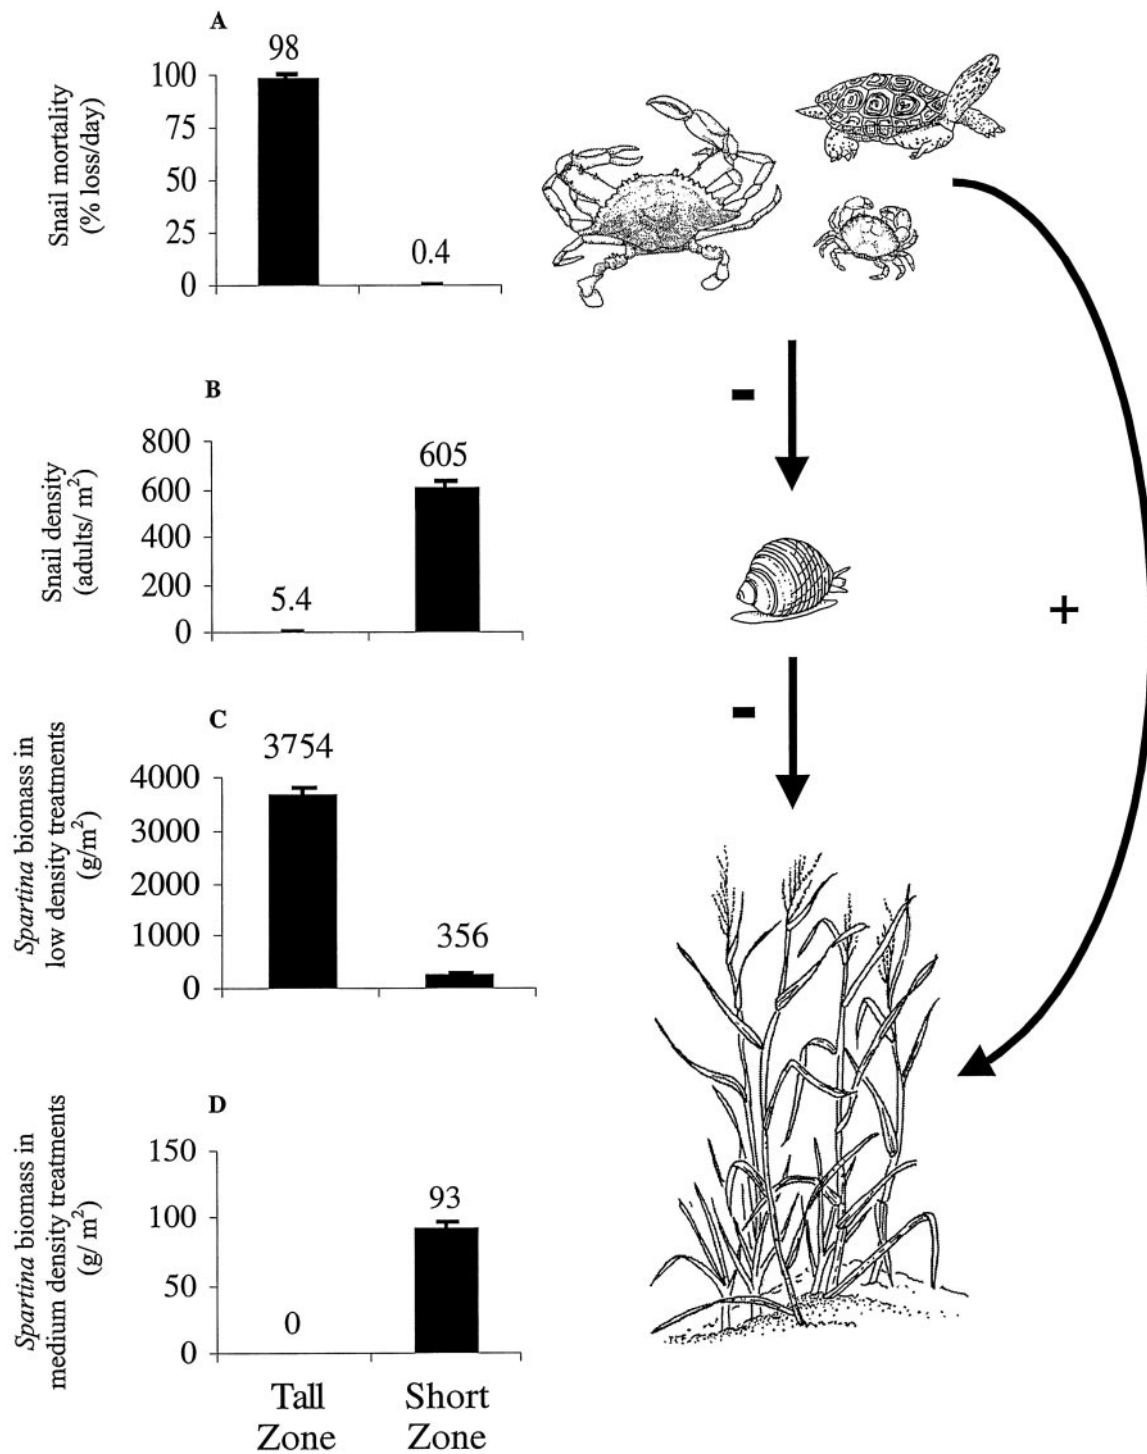 A
98
Snail mortality
(% loss/day)
100
75
50
25
0
0.4
-
B
Snail density
(adults/ m²)
800
600
400
200
0
5.4
605
+
-
C
Spartina biomass in
low density treatments
(g/m²)
3754
4000
3000
2000
1000
0
356
D
Spartina biomass in
medium density treatments
(g/ m²)
150
100
50
0
0
93
Tall
Zone
Short
Zone